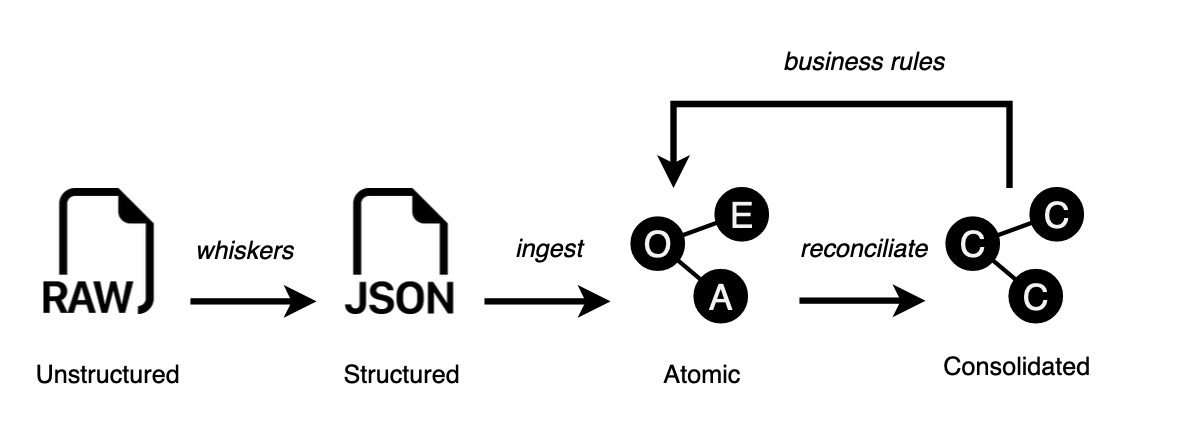 business rules
whiskers
ingest
reconciliate
RAW
JSON
O
E
A
C
C
C
Unstructured
Structured
Atomic
Consolidated